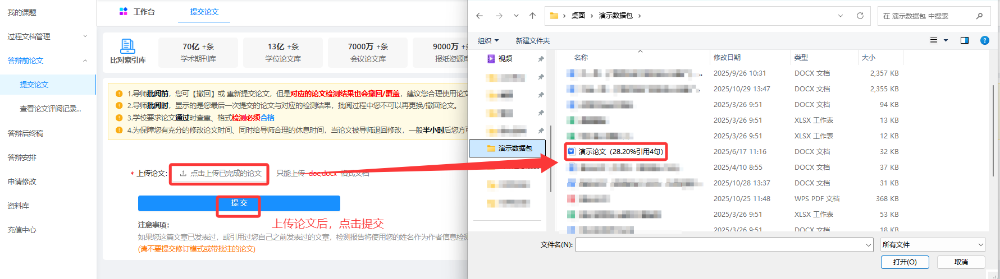 我的课题
过程文档管理
答辩前论文
提交论文
查看论文评阅记录...
答辩后终稿
答辩安排
申请修改
资料库
充值中心
工作台
提交论文
比对索引库
70亿 +条
学术期刊库
13亿 +条
学位论文库
7000万 +条
会议论文库
9000万 +条
报纸资源库
1.导师批阅前，您可【撤回】或 重新提交论文，但是对应的论文检测结果也会撤回/覆盖，建议您合理使用论文
2.导师批阅时，显示的是您最后一次提交的论文与对应的检测结果，批阅过程中您不可以再更换/撤回论文。
3.学校要求论文通过时查重、格式检测必须合格
4.为保障您有充分的修改论文时间、同时给导师合理的休息时间，当论文被导师退回修改，一般半小时后您方可
* 上传论文:
点击上传已完成的论文
只能上传 doc,docx 格式文档
提交
上传论文后，点击提交
注意事项:
如果您这篇文章已发表过，或引用过您自己之前发表过的文章，检测报告将使用您的姓名作为作者信息检测
(请不要提交修订模式或带批注的论文)
桌面
演示数据包
在 演示数据包 中搜索
组织
新建文件夹
视频
演示数据包
名称
修改日期
类型
大小
2025/9/26 10:31 DOCX 文档 2,357 KB
2025/10/29 13:47 DOCX 文档 2,355 KB
2025/3/26 9:51 DOCX 文档 94 KB
2025/3/26 9:51 XLSX 工作表 13 KB
2025/3/26 9:51 XLSX 工作表 12 KB
演示论文（28.20%引用4句） 2025/6/17 11:16 DOCX 文档 32 KB
2025/4/10 8:55 DOCX 文档 37 KB
2025/10/28 13:37 DOCX 文档 31 KB
2025/10/25 11:48 WPS PDF 文档 368 KB
2025/3/26 9:51 XLSX 工作表 53 KB
2025/3/26 9:51 DOCX 文档 18 KB
文件名(N):
所有文件
打开(O)
取消